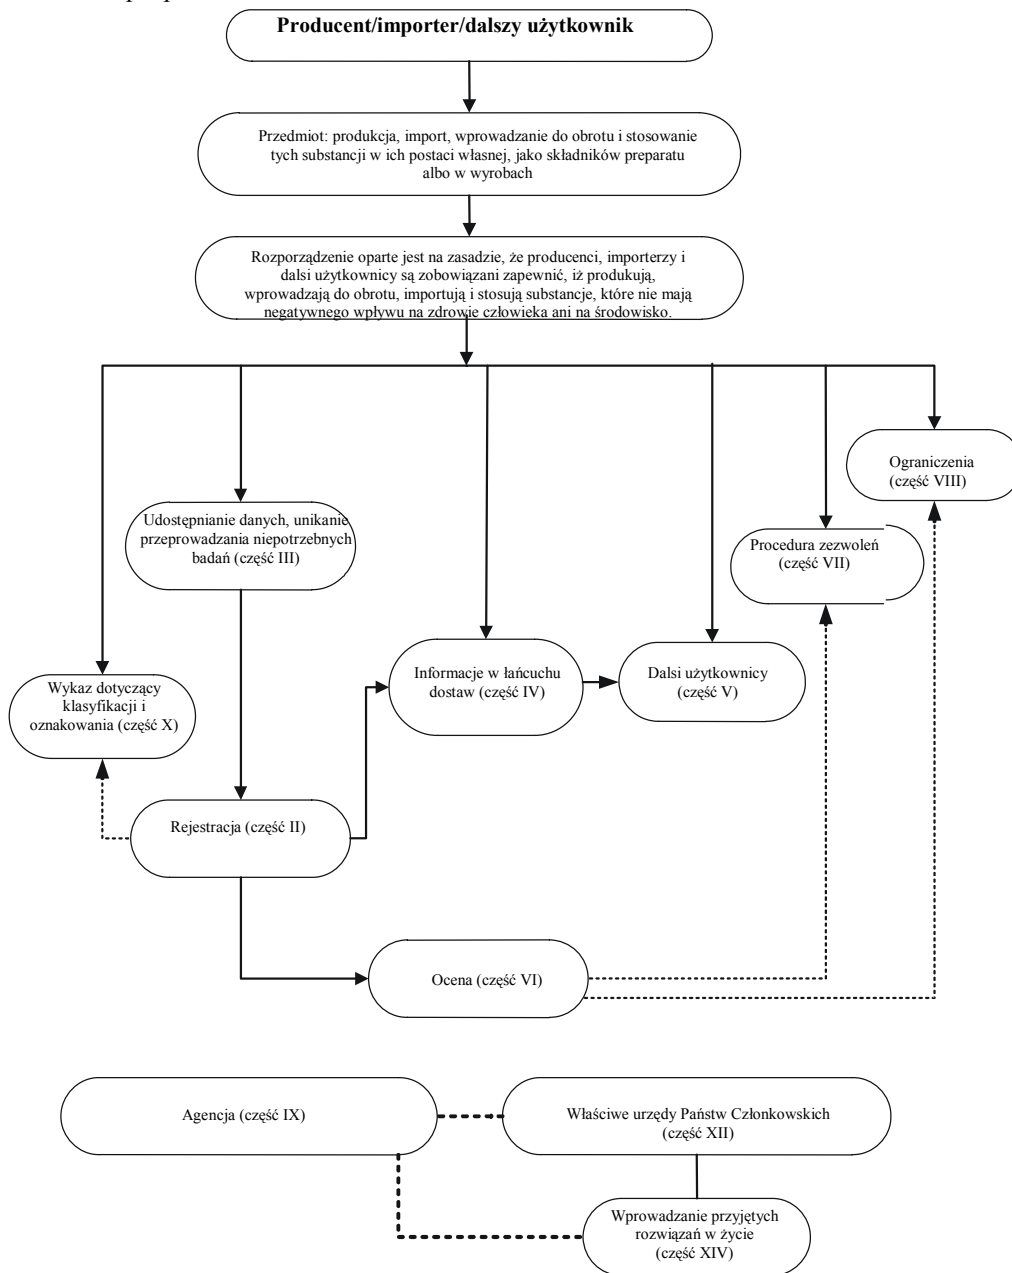 Producent/importer/dalszy użytkownik
Przedmiot: produkcja, import, wprowadzanie do obrotu i stosowanie
tych substancji w ich postaci własnej, jako składników preparatu
albo w wyrobach
Rozporządzenie oparte jest na zasadzie, że producenci, importerzy i
dalsi użytkownicy są zobowiązani zapewnić, iż produkują,
wprowadzają do obrotu, importują i stosują substancje, które nie mają
negatywnego wpływu na zdrowie człowieka ani na środowisko.
Ograniczenia
(część VIII)
Udostępnianie danych, unikanie
przeprowadzania niepotrzebnych
badań (część III)
Procedura zezwoleń
(część VII)
Wykaz dotyczący
klasyfikacji i
oznakowania (część X)
Informacje w łańcuchu
dostaw (część IV)
Dalsi użytkownicy
(część V)
Rejestracja (część II)
Ocena (część VI)
Agencja (część IX)
Właściwe urzędy Państw Członkowskich
(część XII)
Wprowadzanie przyjętych
rozwiązań w życie
(część XIV)